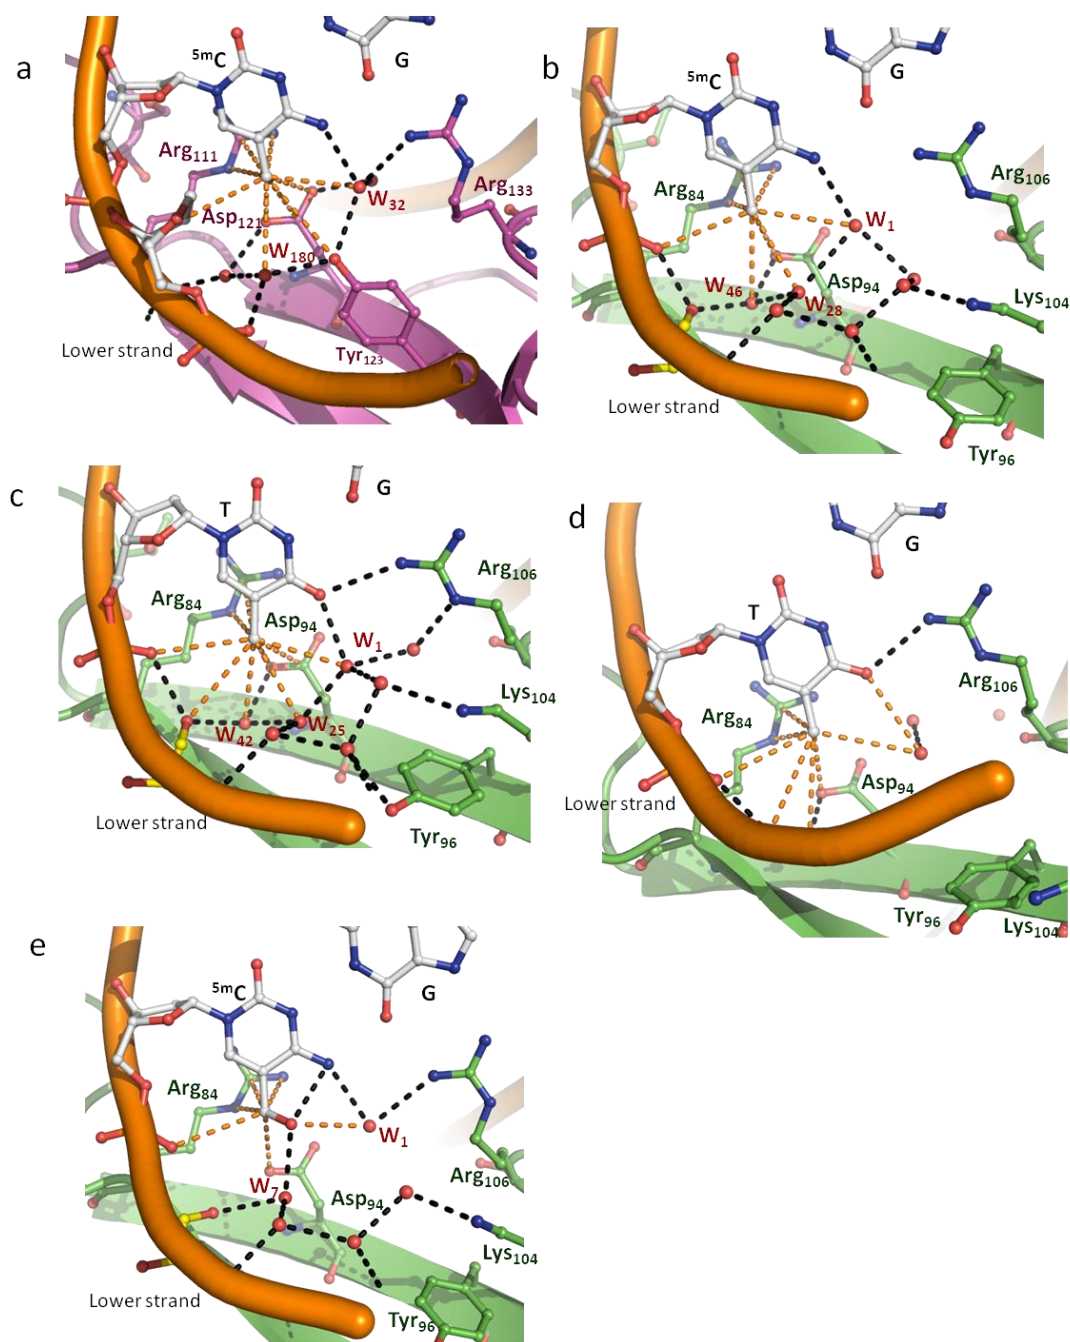 a
⁵ᵐC
G
Arg₁₁₁
Arg₁₃₃
W₃₂
Asp₁₂₁
W₁₈₀
Lower strand
Tyr₁₂₃
b
⁵ᵐC
G
Arg₈₄
Arg₁₀₆
W₁
Asp₉₄
W₄₆
W₂₈
Lys₁₀₄
Lower strand
Tyr₉₆
c
T
G
Arg₈₄
Asp₉₄
Arg₁₀₆
W₁
Lys₁₀₄
W₄₂
W₂₅
Lower strand
Tyr₉₆
d
G
T
Arg₈₄
Arg₁₀₆
Asp₉₄
Lower strand
Tyr₉₆
Lys₁₀₄
e
⁵ᵐC
G
Arg₈₄
W₁
Arg₁₀₆
W₇
Asp₉₄
Lys₁₀₄
Lower strand
Tyr₉₆